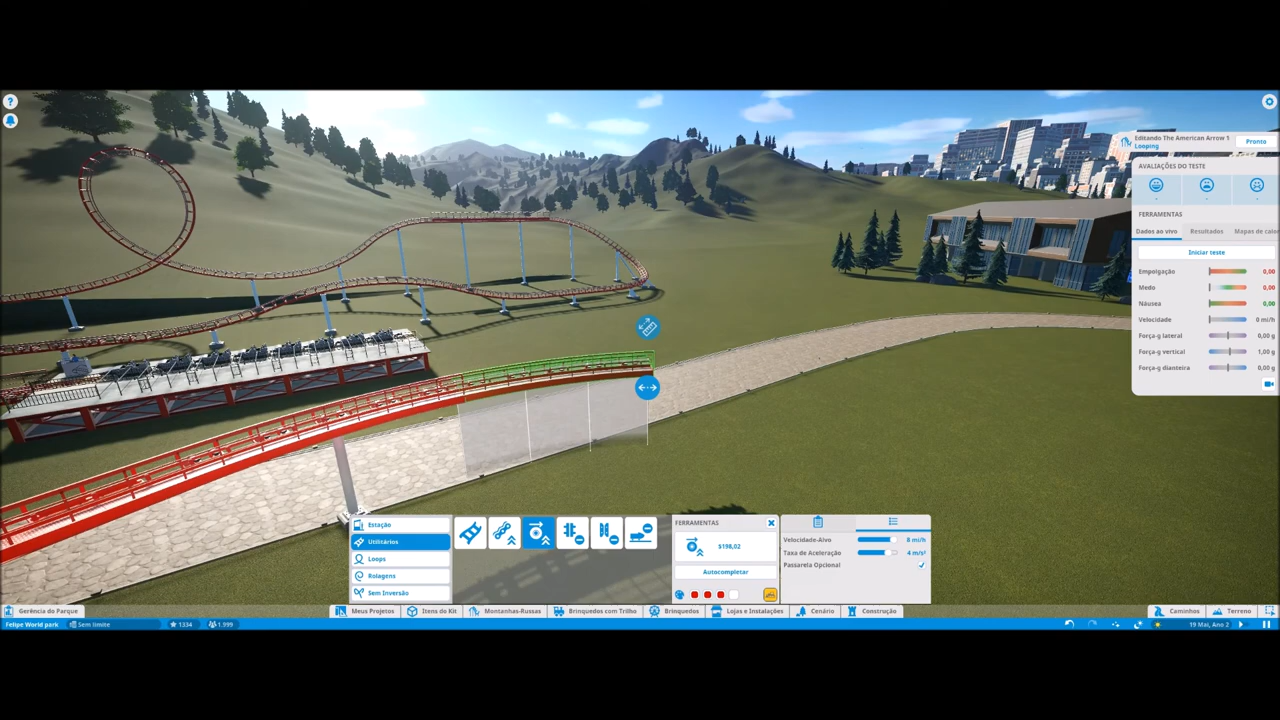 ?
Editando The American Arrow 1
Looping
Pronto
AVALIAÇÕES DO TESTE
- - -
FERRAMENTAS
Dados ao vivo Resultados Mapas de calor
Iniciar teste
Empolgação 0,00
Medo 0,00
Náusea 0,00
Velocidade 0 mi/h
Força-g lateral 0,00 g
Força-g vertical 1,00 g
Força-g dianteira 0,00 g
Estação
Utilitários
Loops
Rolagens
Sem Inversão
FERRAMENTAS
$198,02
Autocompletar
Velocidade-Alvo 8 mi/h
Taxa de Aceleração 4 m/s²
Passarela Opcional
Gerência do Parque Meus Projetos Itens do Kit Montanhas-Russas Brinquedos com Trilho Brinquedos Lojas e Instalações Cenário Construção Caminhos Terreno
Felipe World park Sem limite 1334 1.999 19 Mai, Ano 2